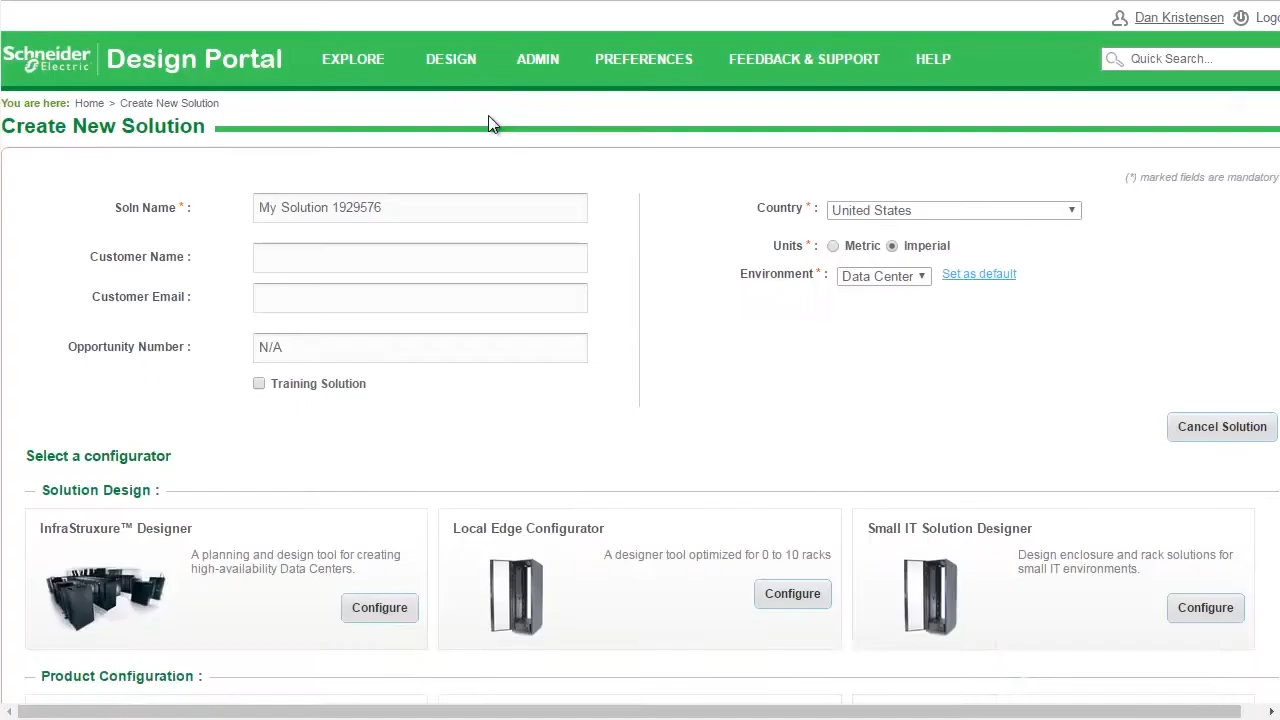 Dan Kristensen
Schneider Electric
Design Portal
EXPLORE
DESIGN
ADMIN
PREFERENCES
FEEDBACK & SUPPORT
HELP
Quick Search...
You are here: Home > Create New Solution
Create New Solution
(*) marked fields are mandatory
Soln Name * :
My Solution 1929576
Customer Name :
Customer Email :
Opportunity Number :
N/A
Training Solution
Country * :
United States
Units * :
Metric
Imperial
Environment * :
Data Center
Set as default
Cancel Solution
Select a configurator
Solution Design :
InfraStruxure™ Designer
A planning and design tool for creating
high-availability Data Centers.
Configure
Local Edge Configurator
A designer tool optimized for 0 to 10 racks
Configure
Small IT Solution Designer
Design enclosure and rack solutions for
small IT environments.
Configure
Product Configuration :